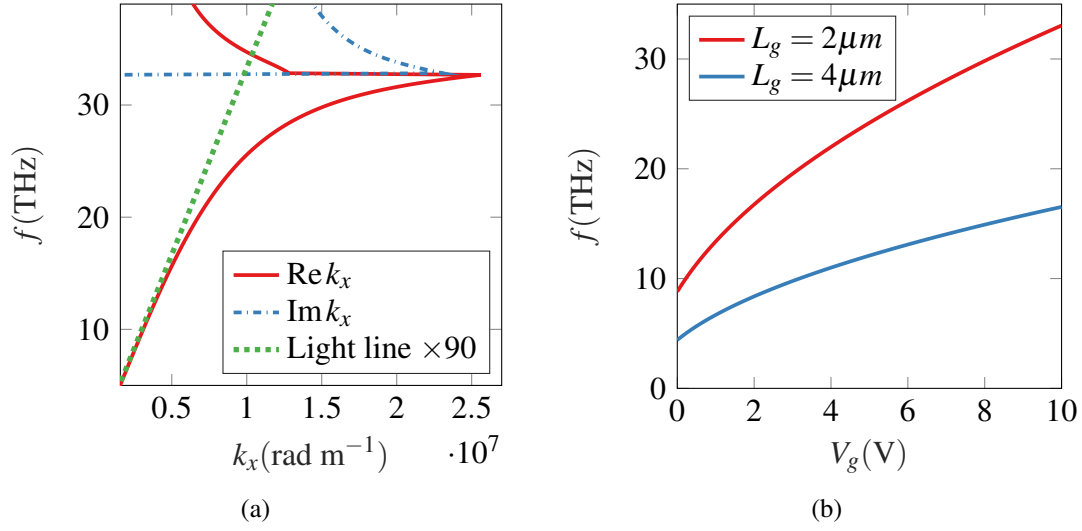 30
20
10
f(THz)
0.5
1
1.5
2
2.5
k_x(rad m⁻¹)
·10⁷
Re k_x
Im k_x
Light line ×90
(a)
30
20
10
0
f(THz)
0
2
4
6
8
10
V_g(V)
L_g = 2μm
L_g = 4μm
(b)